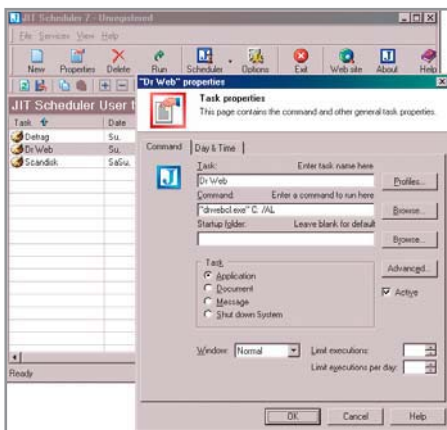 JIT Scheduler 7 - Unregistered
File Services View Help
New Properties Delete Run Scheduler Options Exit Web site About Help
JIT Scheduler User t
Task Date
Defrag Su.
Dr Web Su.
Scandisk SaSu.
Ready
"Dr Web" properties
Task properties
This page contains the command and other general task properties.
Command Day & Time
Task: Enter task name here
Dr Web Profiles...
Command: Enter a command to run here
"drwebcl.exe" C: /AL Browse...
Startup folder: Leave blank for default
Browse...
Task Advanced...
Application Active
Document
Message
Shut down System
Window: Normal Limit executions:
Limit executions per day:
OK Cancel Help